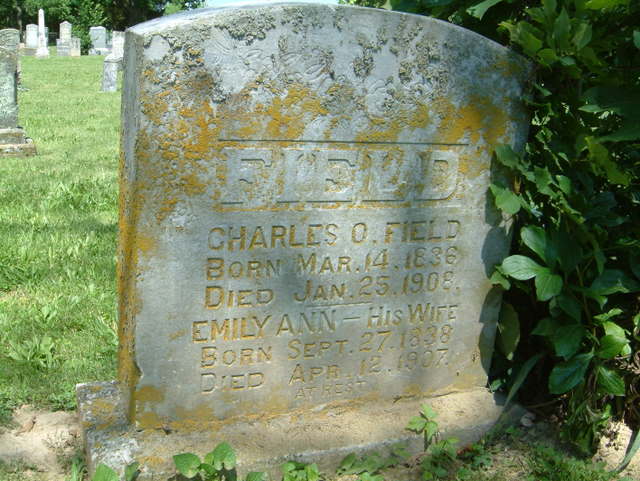 FIELD
CHARLES O. FIELD
BORN MAR. 14. 1836
DIED JAN. 25. 1908.
EMILY ANN – HIS WIFE
BORN SEPT. 27. 1838
DIED APR. 12. 1907.
AT REST